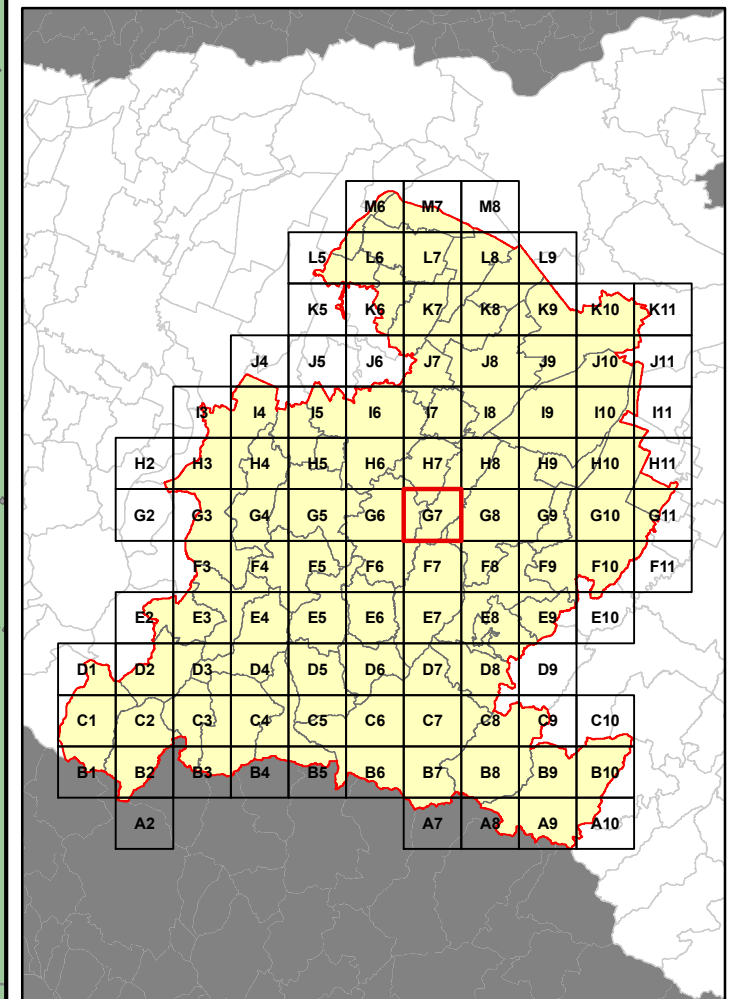 M6 M7 M8
L5 L6 L7 L8 L9
K5 K6 K7 K8 K9 K10 K11
J4 J5 J6 J7 J8 J9 J10 J11
I3 I4 I5 I6 I7 I8 I9 I10 I11
H2 H3 H4 H5 H6 H7 H8 H9 H10 H11
G2 G3 G4 G5 G6 G7 G8 G9 G10 G11
F3 F4 F5 F6 F7 F8 F9 F10 F11
E2 E3 E4 E5 E6 E7 E8 E9 E10
D1 D2 D3 D4 D5 D6 D7 D8 D9
C1 C2 C3 C4 C5 C6 C7 C8 C9 C10
B1 B2 B3 B4 B5 B6 B7 B8 B9 B10
A2 A7 A8 A9 A10